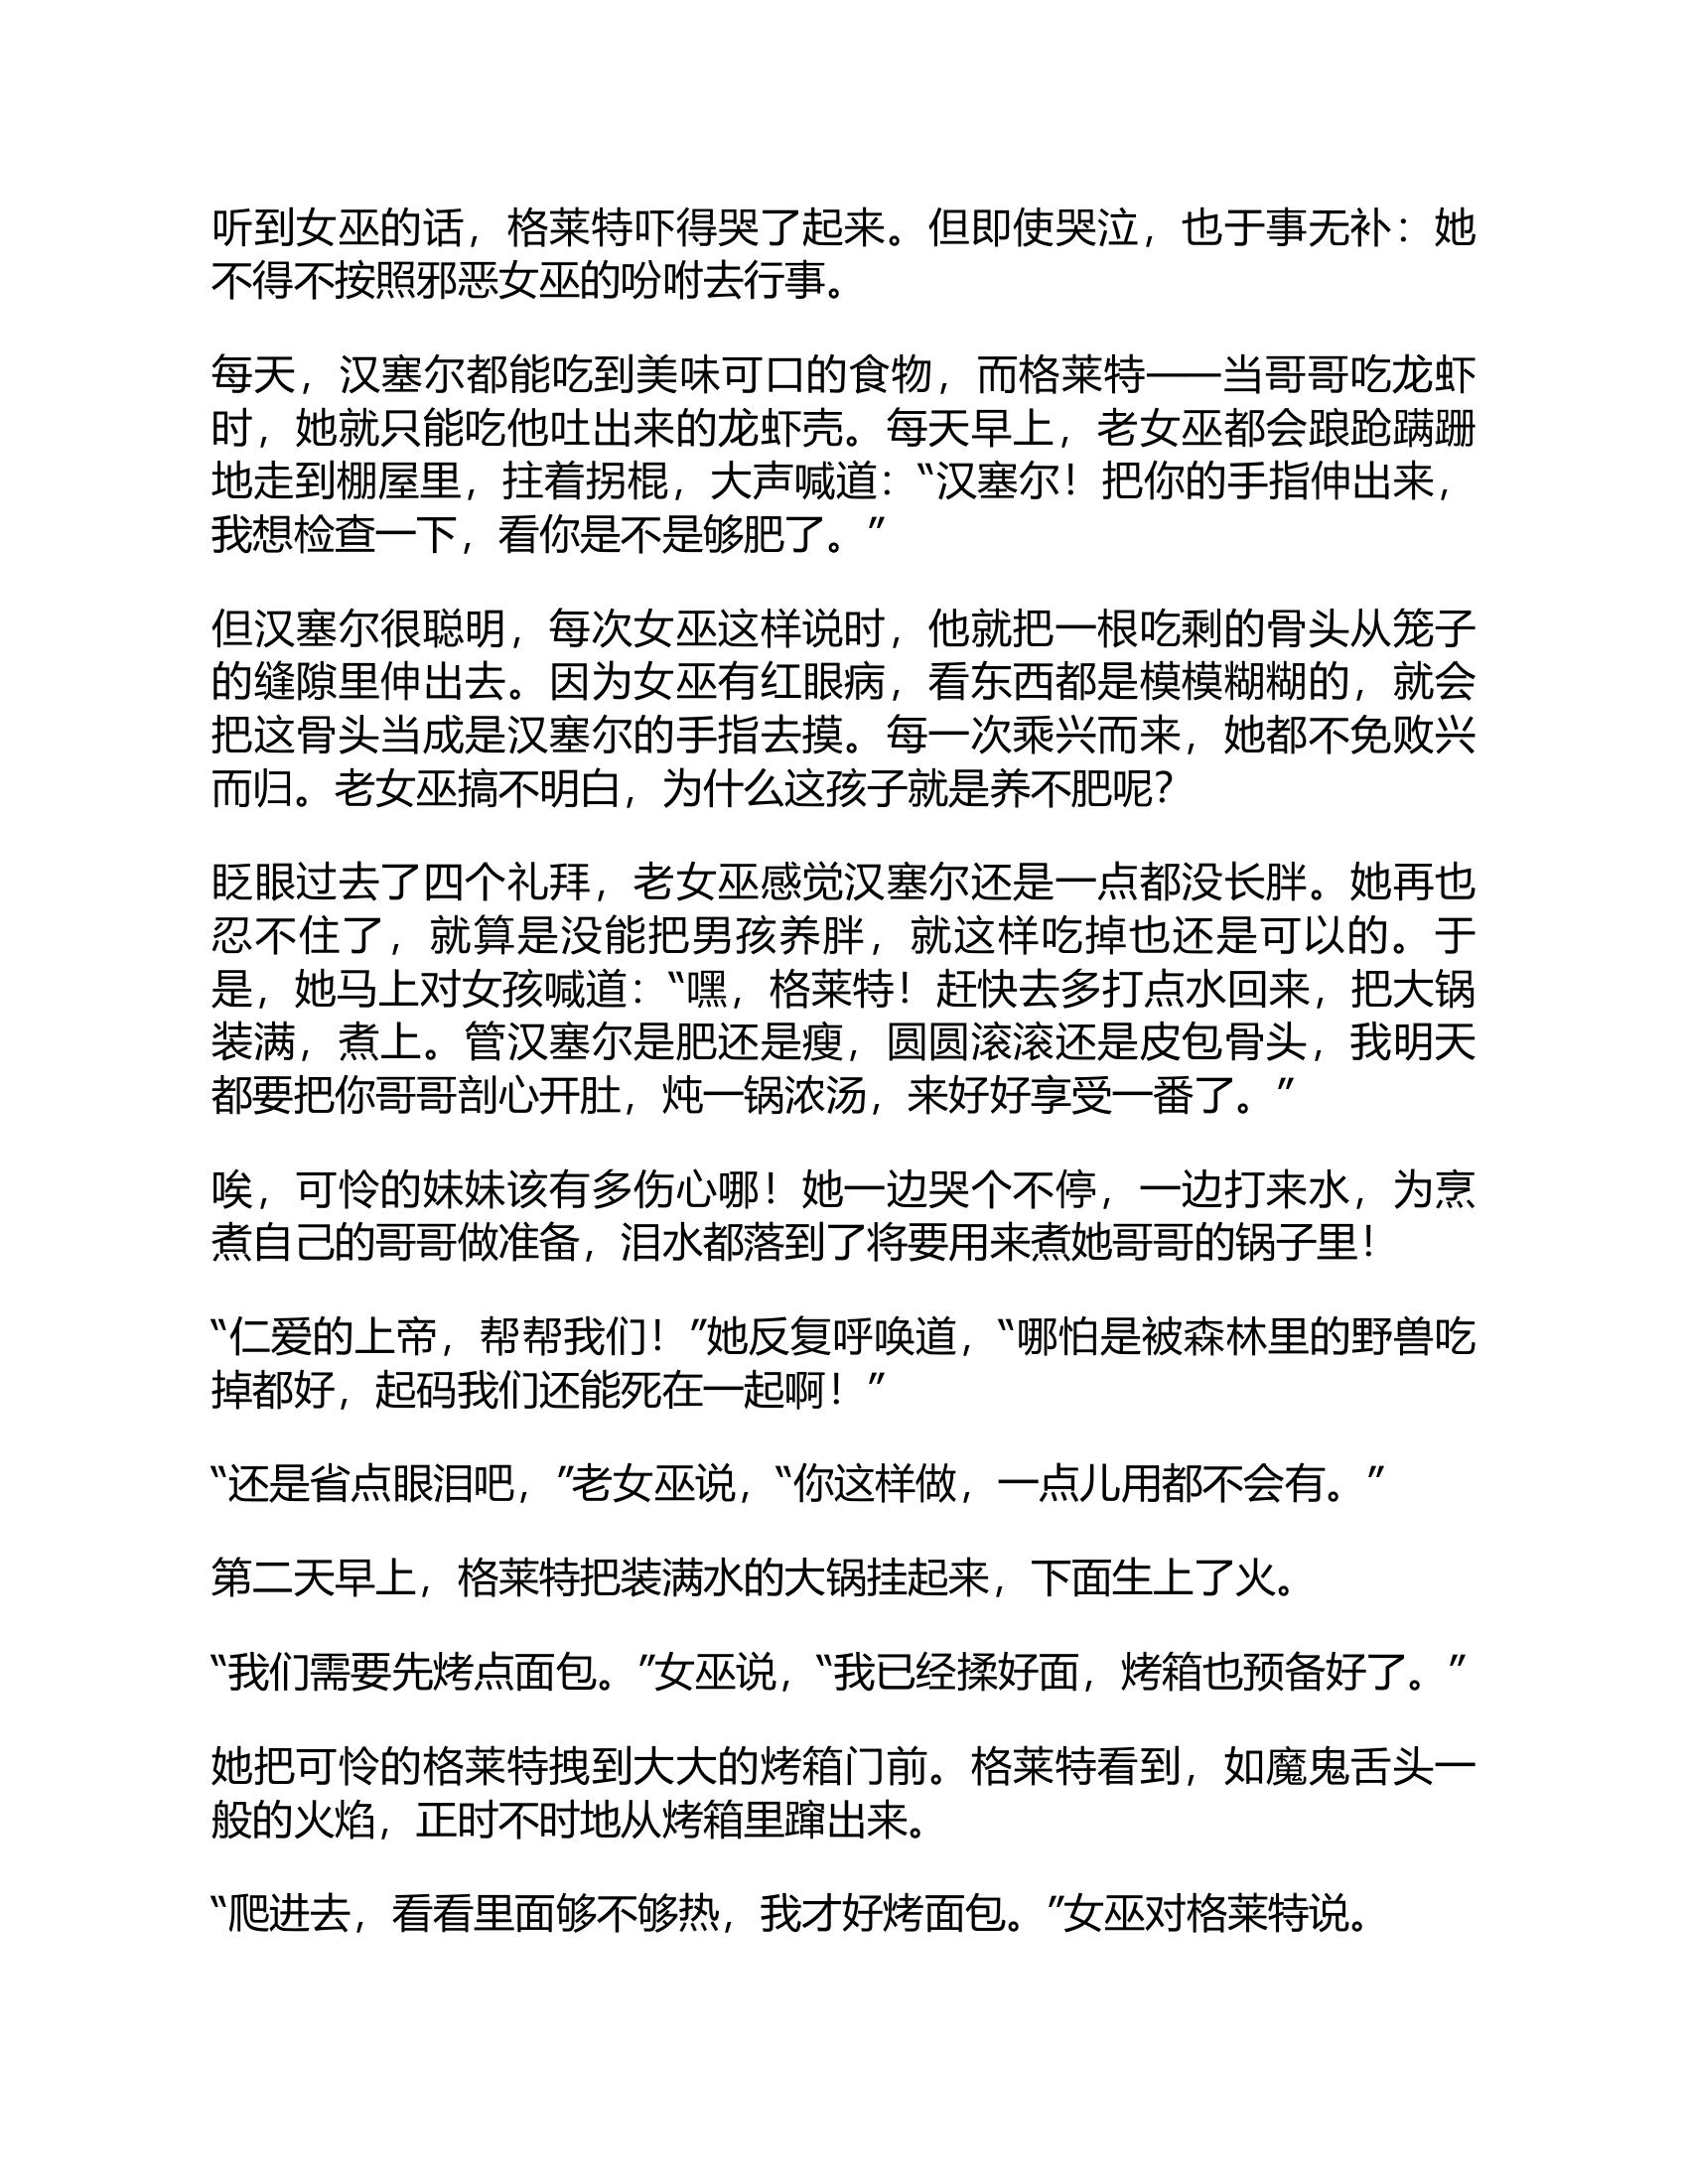 听到女巫的话，格莱特吓得哭了起来。但即使哭泣，也于事无补：她
不得不按照邪恶女巫的吩咐去行事。
每天，汉塞尔都能吃到美味可口的食物，而格莱特——当哥哥吃龙虾
时，她就只能吃他吐出来的龙虾壳。每天早上，老女巫都会踉跄蹒跚
地走到棚屋里，拄着拐棍，大声喊道：“汉塞尔！把你的手指伸出来，
我想检查一下，看你是不是够肥了。”
但汉塞尔很聪明，每次女巫这样说时，他就把一根吃剩的骨头从笼子
的缝隙里伸出去。因为女巫有红眼病，看东西都是模模糊糊的，就会
把这骨头当成是汉塞尔的手指去摸。每一次乘兴而来，她都不免败兴
而归。老女巫搞不明白，为什么这孩子就是养不肥呢？
眨眼过去了四个礼拜，老女巫感觉汉塞尔还是一点都没长胖。她再也
忍不住了，就算是没能把男孩养胖，就这样吃掉也还是可以的。于
是，她马上对女孩喊道：“嘿，格莱特！赶快去多打点水回来，把大锅
装满，煮上。管汉塞尔是肥还是瘦，圆圆滚滚还是皮包骨头，我明天
都要把你哥哥剖心开肚，炖一锅浓汤，来好好享受一番了。”
唉，可怜的妹妹该有多伤心哪！她一边哭个不停，一边打来水，为烹
煮自己的哥哥做准备，泪水都落到了将要用来煮她哥哥的锅子里！
“仁爱的上帝，帮帮我们！”她反复呼唤道，“哪怕是被森林里的野兽吃
掉都好，起码我们还能死在一起啊！”
“还是省点眼泪吧，”老女巫说，“你这样做，一点儿用都不会有。”
第二天早上，格莱特把装满水的大锅挂起来，下面生上了火。
“我们需要先烤点面包。”女巫说，“我已经揉好面，烤箱也预备好了。”
她把可怜的格莱特拽到大大的烤箱门前。格莱特看到，如魔鬼舌头一
般的火焰，正时不时地从烤箱里蹿出来。
“爬进去，看看里面够不够热，我才好烤面包。”女巫对格莱特说。